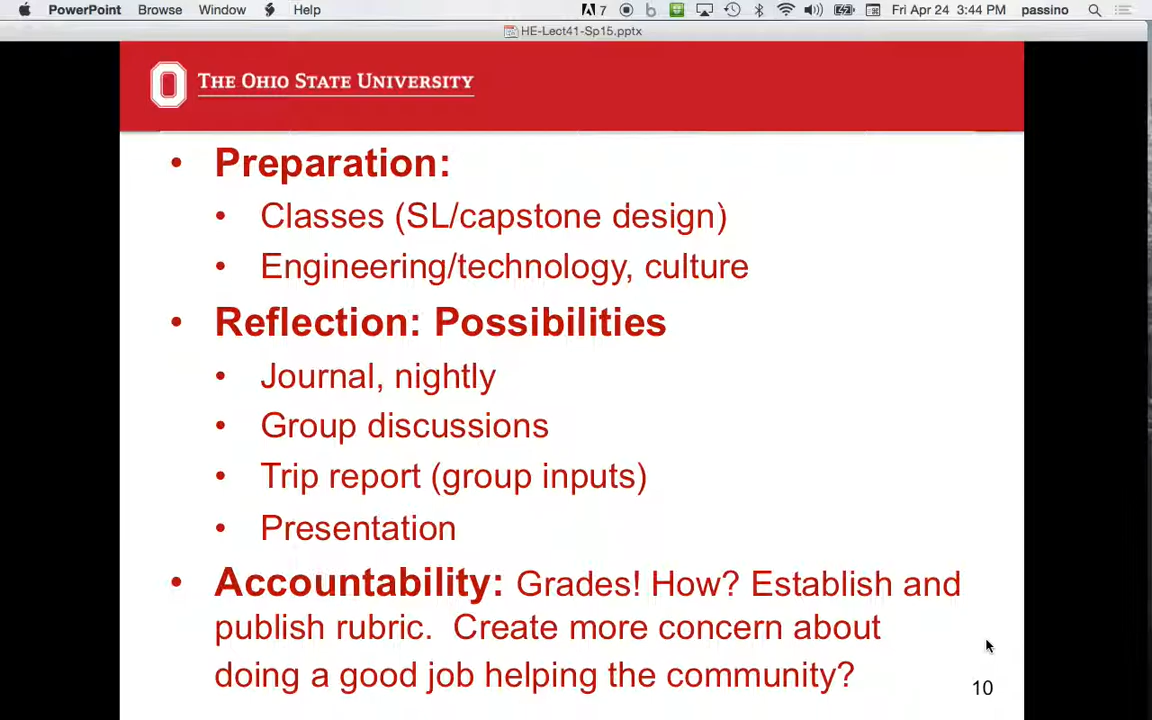 PowerPoint Browse Window Help 7 Fri Apr 24 3:44 PM passino
HE-Lect41-Sp15.pptx
THE OHIO STATE UNIVERSITY
• Preparation:
• Classes (SL/capstone design)
• Engineering/technology, culture
• Reflection: Possibilities
• Journal, nightly
• Group discussions
• Trip report (group inputs)
• Presentation
• Accountability: Grades! How? Establish and
publish rubric. Create more concern about
doing a good job helping the community?
10